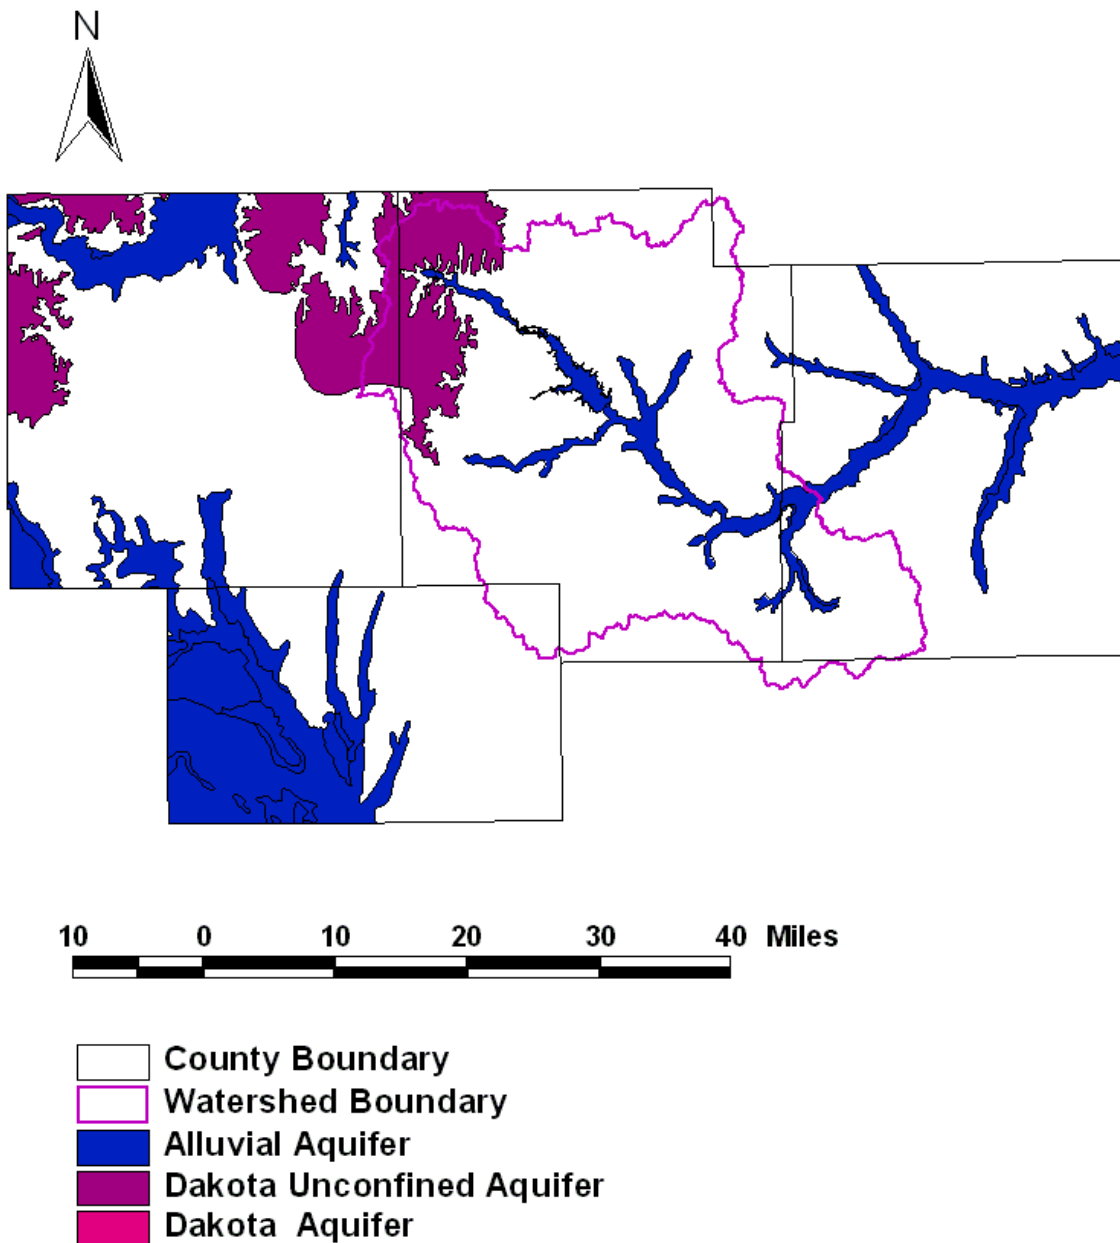 N
10 0 10 20 30 40 Miles
County Boundary
Watershed Boundary
Alluvial Aquifer
Dakota Unconfined Aquifer
Dakota Aquifer